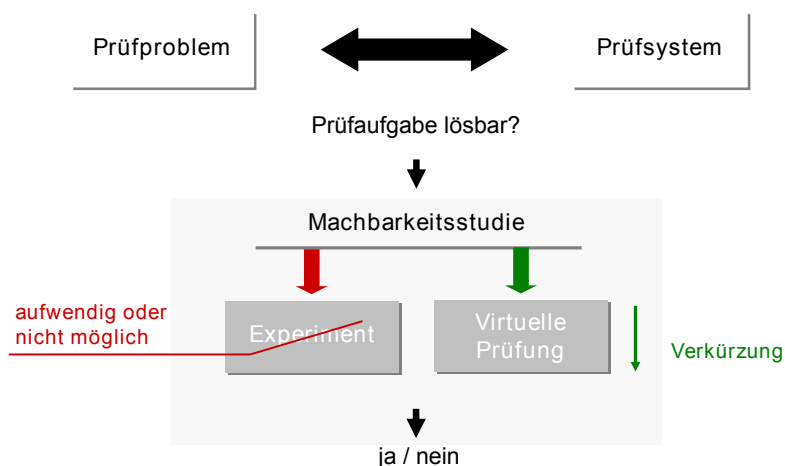 Prüfproblem
Prüfsystem
Prüfaufgabe lösbar?
Machbarkeitsstudie
aufwendig oder
nicht möglich
Experiment
Virtuelle
Prüfung
Verkürzung
ja / nein